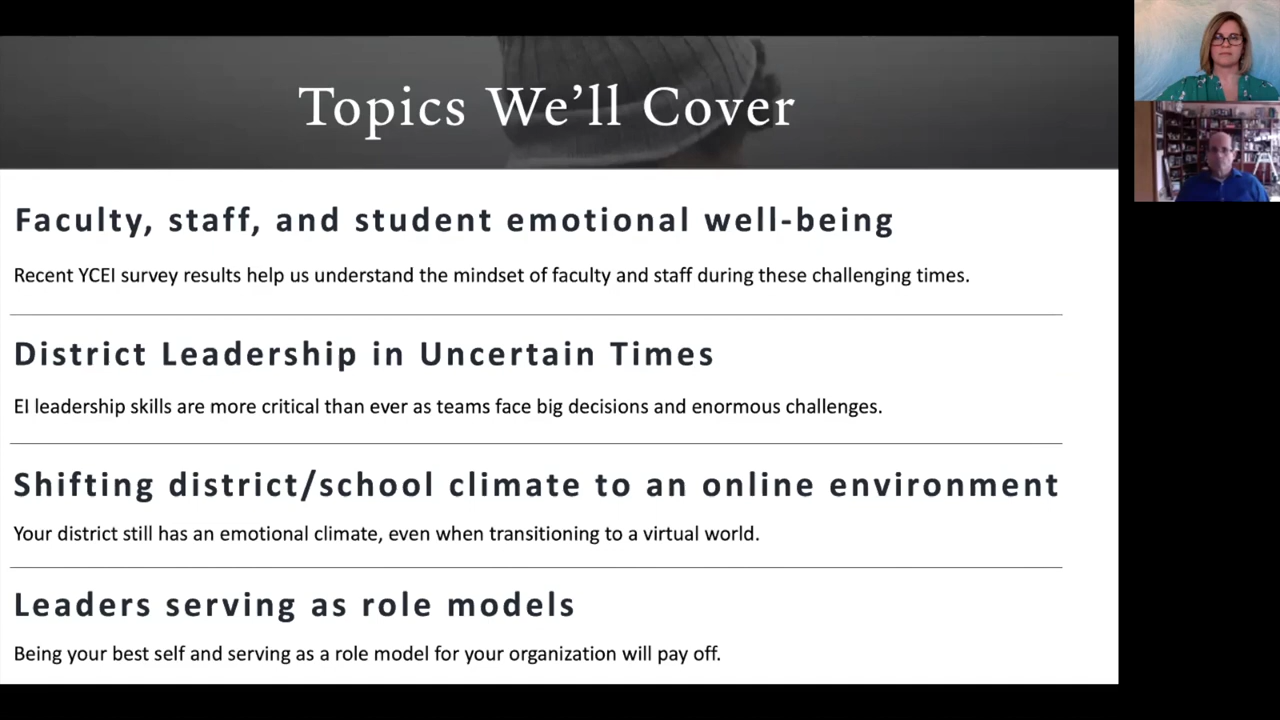 Topics We’ll Cover
Faculty, staff, and student emotional well-being
Recent YCEI survey results help us understand the mindset of faculty and staff during these challenging times.
District Leadership in Uncertain Times
EI leadership skills are more critical than ever as teams face big decisions and enormous challenges.
Shifting district/school climate to an online environment
Your district still has an emotional climate, even when transitioning to a virtual world.
Leaders serving as role models
Being your best self and serving as a role model for your organization will pay off.